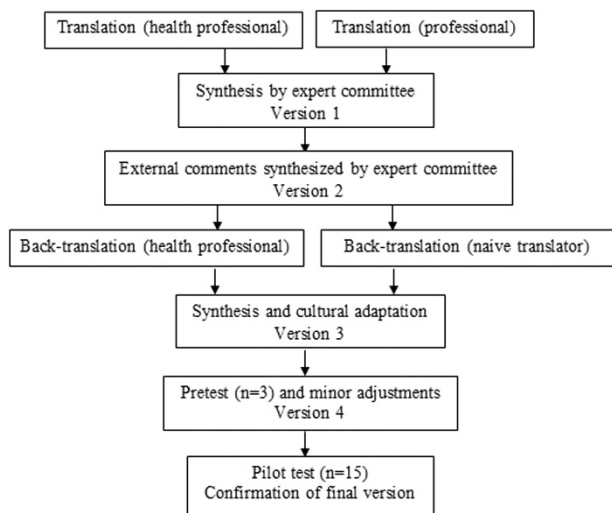 Translation (health professional)
Translation (professional)
Synthesis by expert committee
Version 1
External comments synthesized by expert committee
Version 2
Back-translation (health professional)
Back-translation (naive translator)
Synthesis and cultural adaptation
Version 3
Pretest (n=3) and minor adjustments
Version 4
Pilot test (n=15)
Confirmation of final version